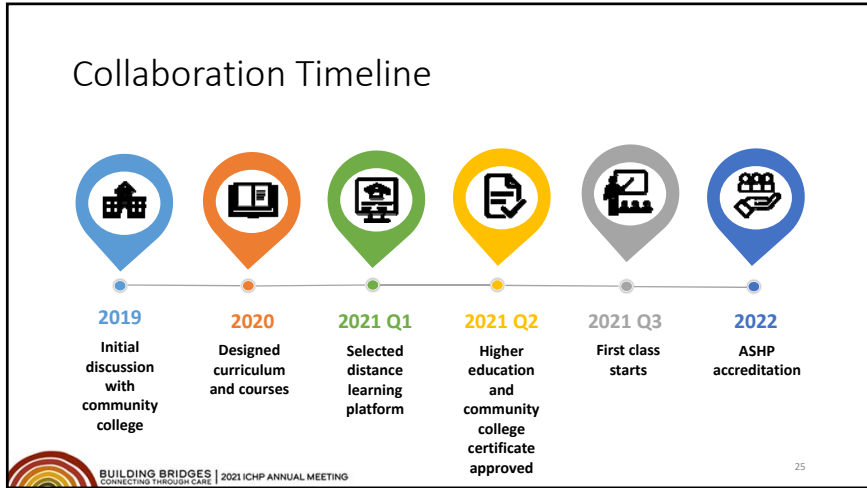 Collaboration Timeline
2019
Initial
discussion
with
community
college
2020
Designed
curriculum
and courses
2021 Q1
Selected
distance
learning
platform
2021 Q2
Higher
education
and
community
college
certificate
approved
2021 Q3
First class
starts
2022
ASHP
accreditation
BUILDING BRIDGES | 2021 ICHP ANNUAL MEETING
CONNECTING THROUGH CARE
25